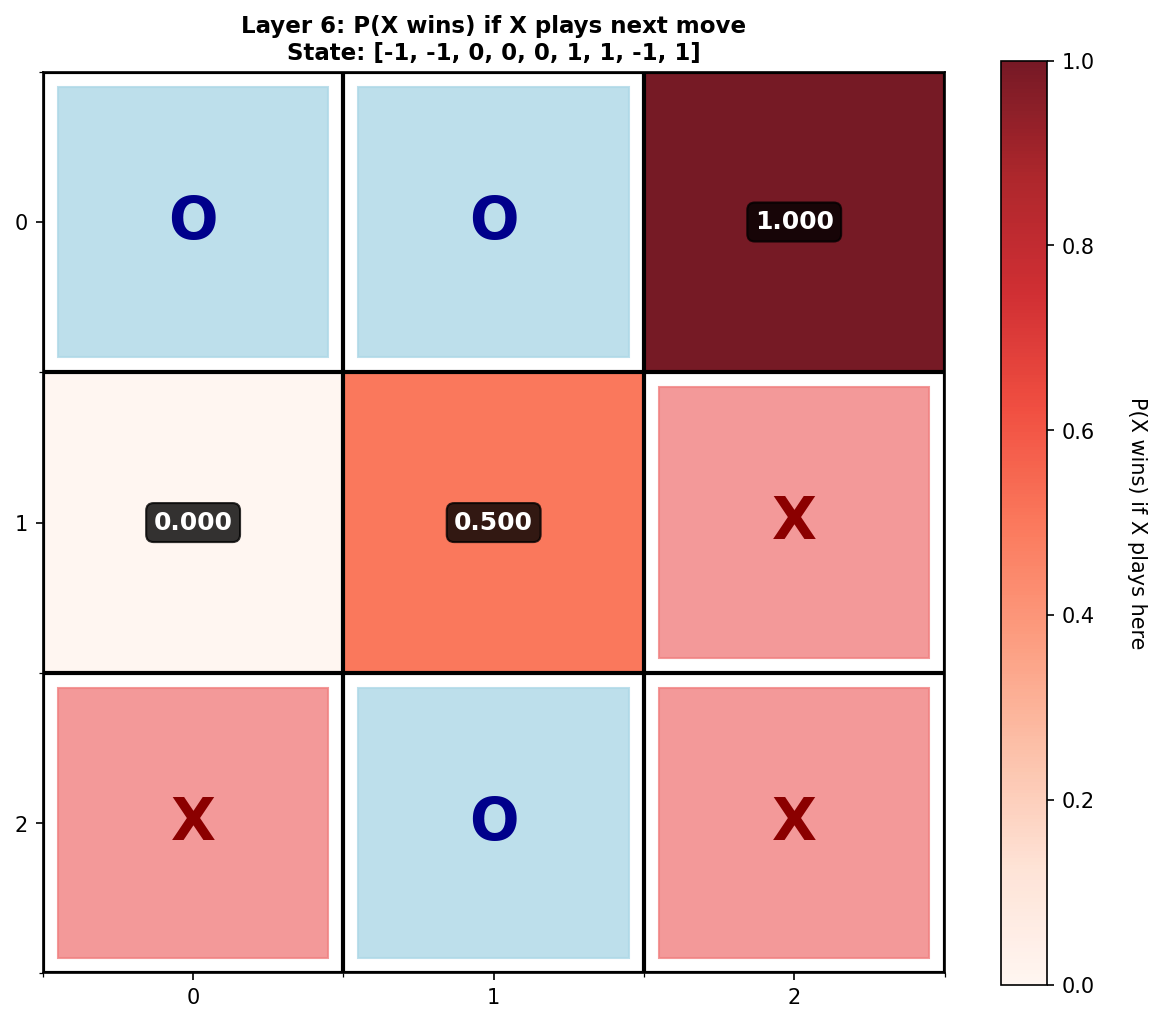 Layer 6: P(X wins) if X plays next move
State: [-1, -1, 0, 0, 0, 1, 1, -1, 1]
O O 1.000
0.000 0.500 X
X O X
0
1
2
0 1 2
1.0
0.8
0.6
0.4
0.2
0.0
P(X wins) if X plays here